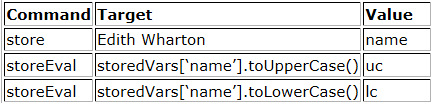 Command Target Value
store Edith Wharton name
storeEval storedVars[‘name’].toUpperCase() uc
storeEval storedVars[‘name’].toLowerCase() lc